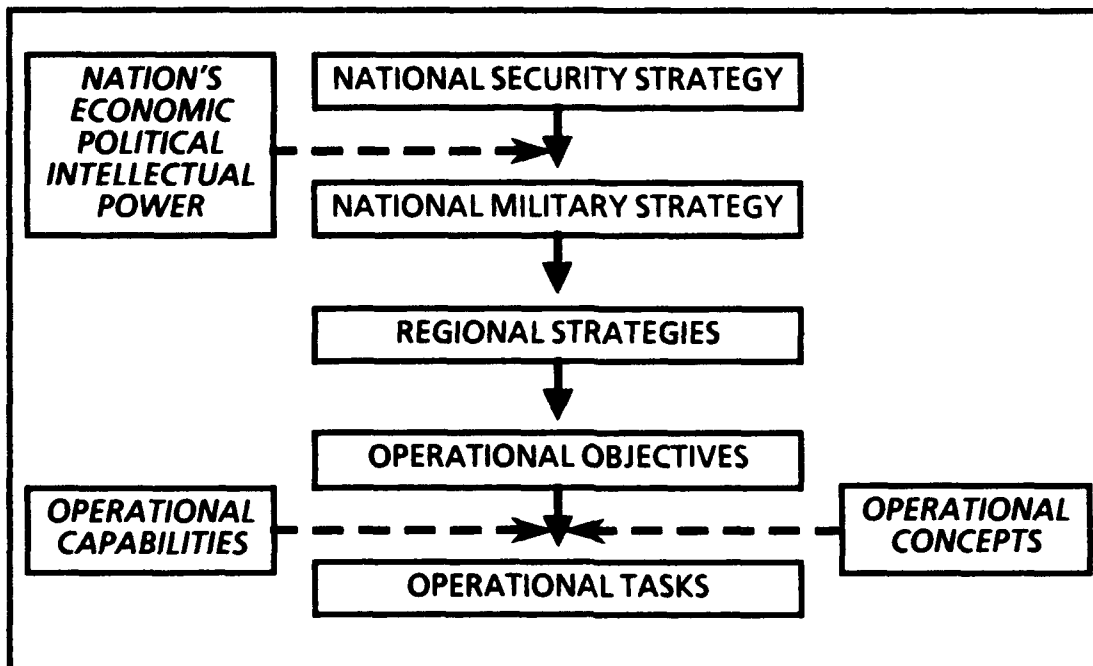 NATION'S
ECONOMIC
POLITICAL
INTELLECTUAL
POWER
NATIONAL SECURITY STRATEGY
NATIONAL MILITARY STRATEGY
REGIONAL STRATEGIES
OPERATIONAL OBJECTIVES
OPERATIONAL
CAPABILITIES
OPERATIONAL
CONCEPTS
OPERATIONAL TASKS